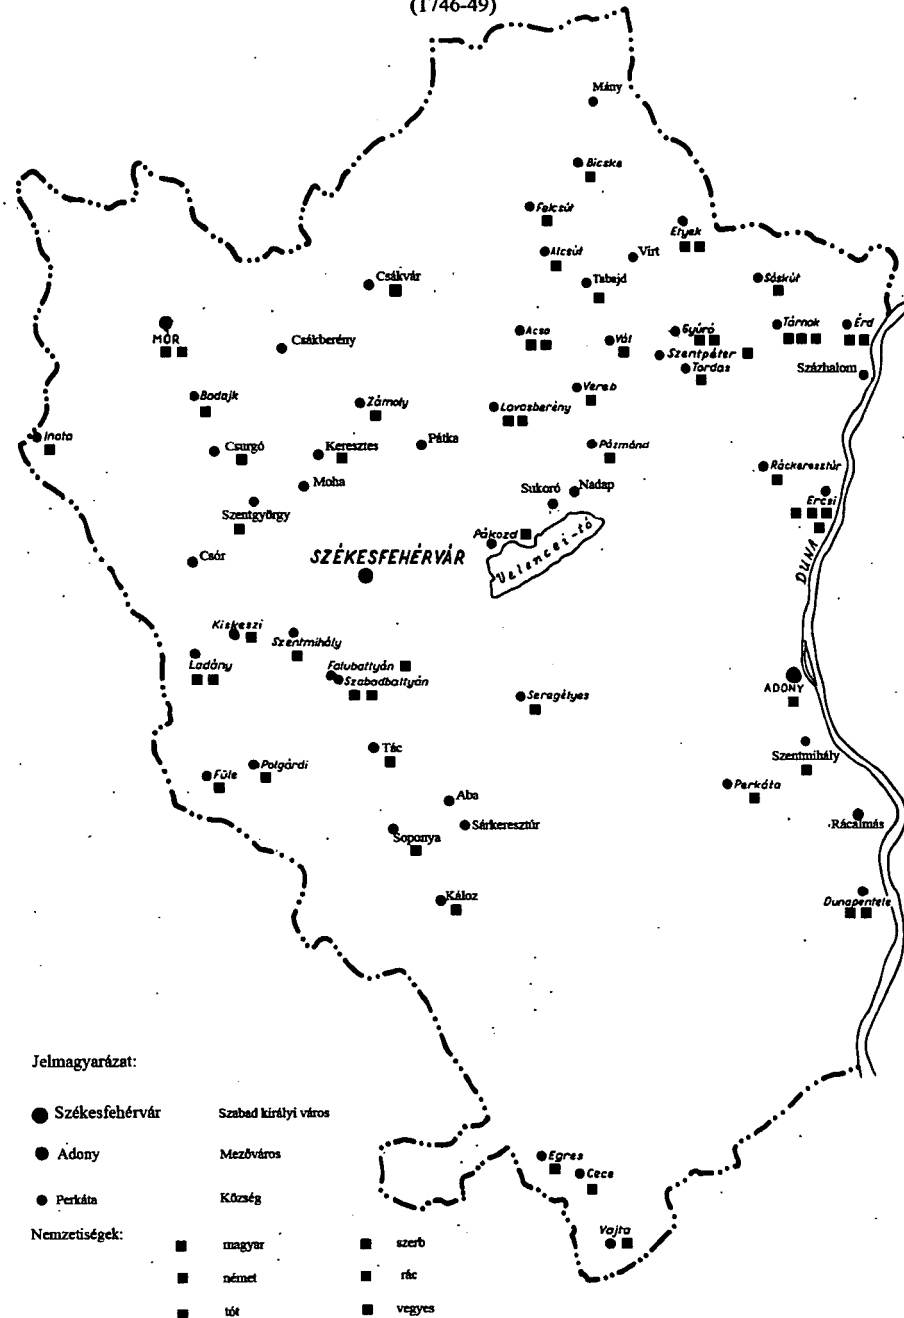 (1746-49)
Mány
Bicske
Felcsút
Etyek
Alcsút
Virt
Csákvár
Tabajd
Sóskút
MÓR
Csákberény
Acsa
Vál
Gyúró
Tárnok
Érd
Szentpéter
Tordas
Százhalom
Bodajk
Zámoly
Lovasberény
Vereb
Inota
Csurgó
Keresztes
Pátka
Pázmánd
Ráckeresztúr
Moha
Sukoró
Nadap
Ercsi
Szentgyörgy
Pákozd
Velencei-tó
DUNA
Csór
SZÉKESFEHÉRVÁR
Kiskeszi
Szentmihály
Ladány
Falubattyán
Szabadbattyán
Seregélyes
ADONY
Tác
Szentmihály
Füle
Polgárdi
Perkáta
Aba
Sárkeresztúr
Rácalmás
Soponya
Káloz
Dunapentele
Jelmagyarázat:
Székesfehérvár Szabad királyi város
Adony Mezőváros
Perkáta Község
Egres
Cece
Vajta
Nemzetiségek:
magyar szerb
német rác
tót vegyes